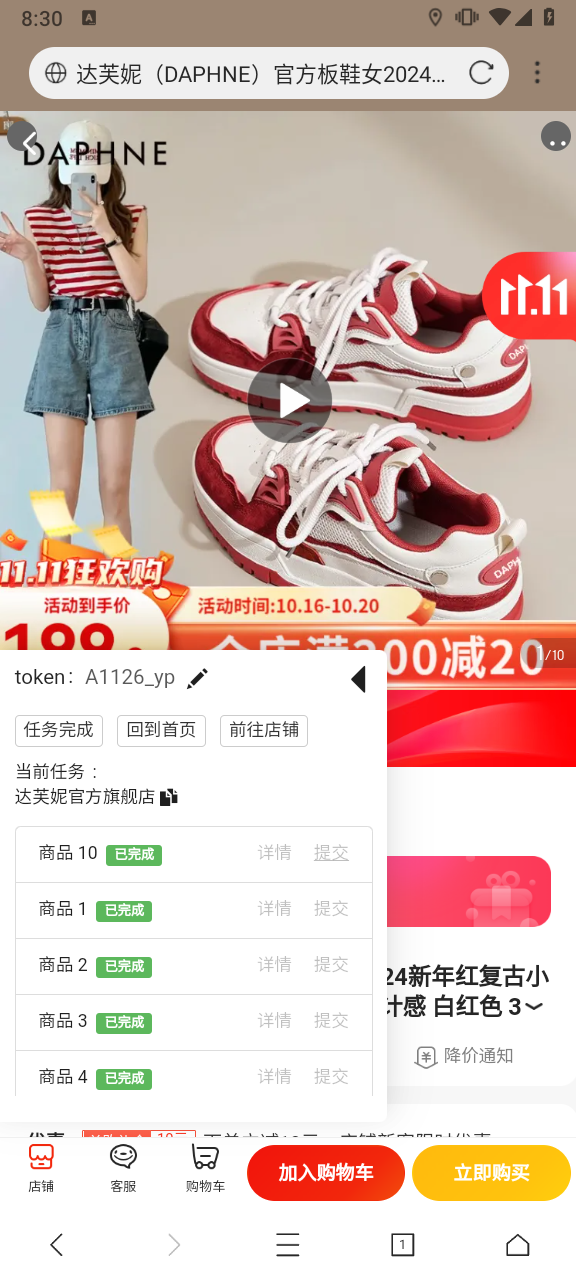 8:30
A
达芙妮（DAPHNE）官方板鞋女2024...
DAPHNE
11.11
11.11狂欢购
活动到手价
活动时间:10.16-10.20
199
全店满200减20
1/10
token： A1126_yp
任务完成
回到首页
前往店铺
当前任务 ：
达芙妮官方旗舰店
商品 10 已完成 详情 提交
商品 1 已完成 详情 提交
商品 2 已完成 详情 提交
商品 3 已完成 详情 提交
商品 4 已完成 详情 提交
24新年红复古小
计感 白红色 3
降价通知
店铺
客服
购物车
加入购物车
立即购买
1